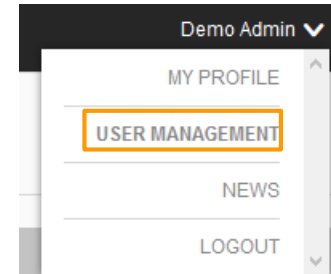 Demo Admin
MY PROFILE
USER MANAGEMENT
NEWS
LOGOUT